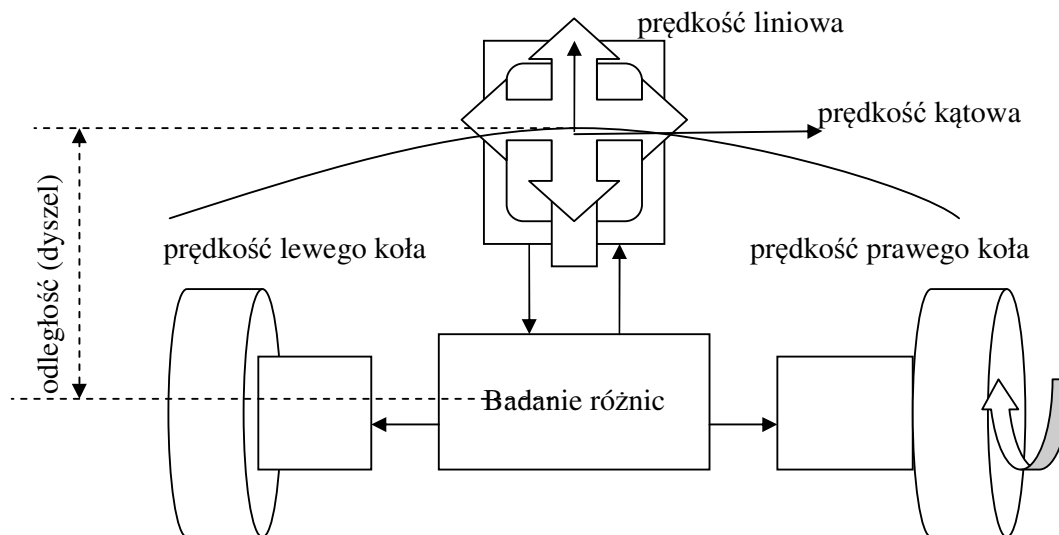 prędkość liniowa
prędkość kątowa
prędkość lewego koła
prędkość prawego koła
odległość (dyszel)
Badanie różnic